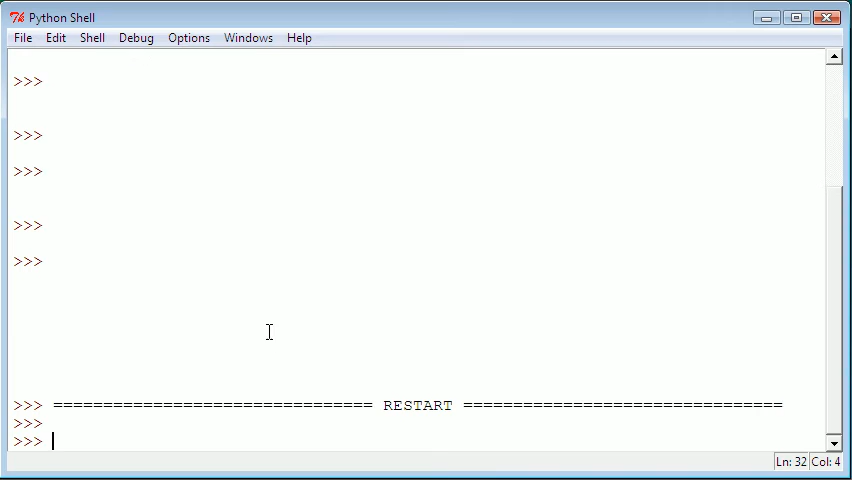 Python Shell
File Edit Shell Debug Options Windows Help
>>>
>>>
>>>
>>>
>>>
>>> ================================ RESTART ================================
>>>
>>>
Ln: 32 Col: 4